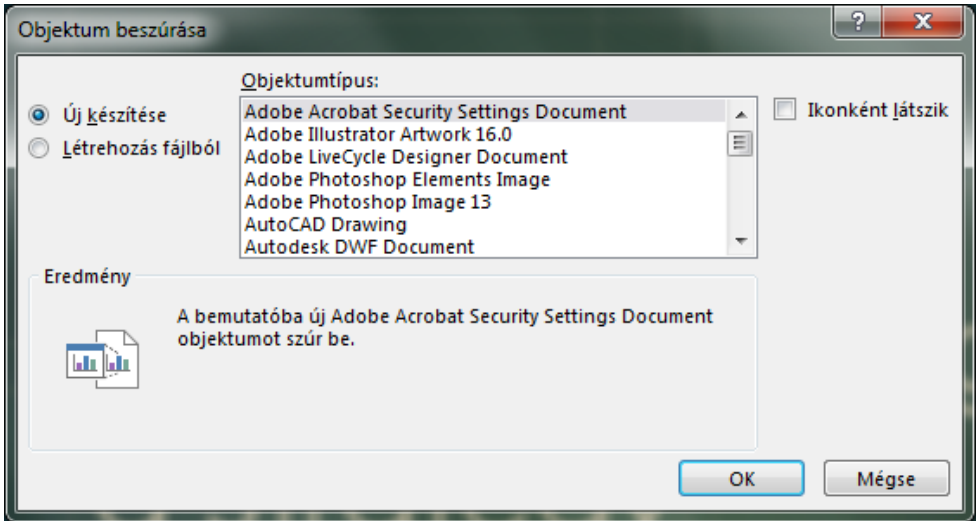 Objektum beszúrása
Objektumtípus:
Új készítése
Létrehozás fájlból
Adobe Acrobat Security Settings Document
Adobe Illustrator Artwork 16.0
Adobe LiveCycle Designer Document
Adobe Photoshop Elements Image
Adobe Photoshop Image 13
AutoCAD Drawing
Autodesk DWF Document
Ikonként látszik
Eredmény
A bemutatóba új Adobe Acrobat Security Settings Document
objektumot szúr be.
OK
Mégse